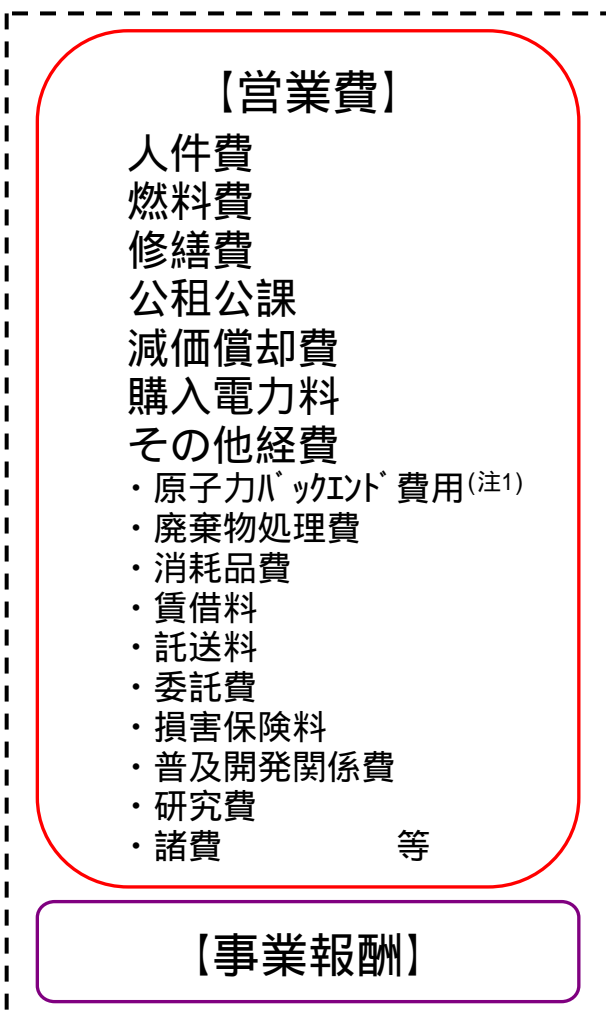 【営業費】
人件費
燃料費
修繕費
公租公課
減価償却費
購入電力料
その他経費
・原子力ﾊﾞｯｸｴﾝﾄﾞ費用(注1)
・廃棄物処理費
・消耗品費
・賃借料
・託送料
・委託費
・損害保険料
・普及開発関係費
・研究費
・諸費 等
【事業報酬】